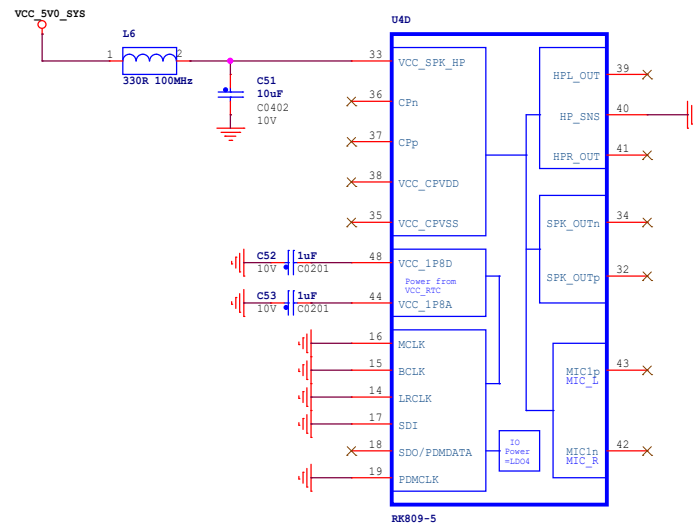 VCC_5V0_SYS
L6
1
2
330R 100MHz
C51
10uF
C0402
10V
U4D
33
VCC_SPK_HP
36
CPn
37
CPp
38
VCC_CPVDD
35
VCC_CPVSS
C52
1uF
10V
C0201
48
VCC_1P8D
Power from
VCC_RTC
C53
1uF
10V
C0201
44
VCC_1P8A
16
MCLK
15
BCLK
14
LRCLK
17
SDI
18
SDO/PDMDATA
19
PDMCLK
IO
Power
=LDO4
HPL_OUT
39
HP_SNS
40
HPR_OUT
41
SPK_OUTn
34
SPK_OUTp
32
MIC1p
MIC_L
43
MIC1n
MIC_R
42
RK809-5